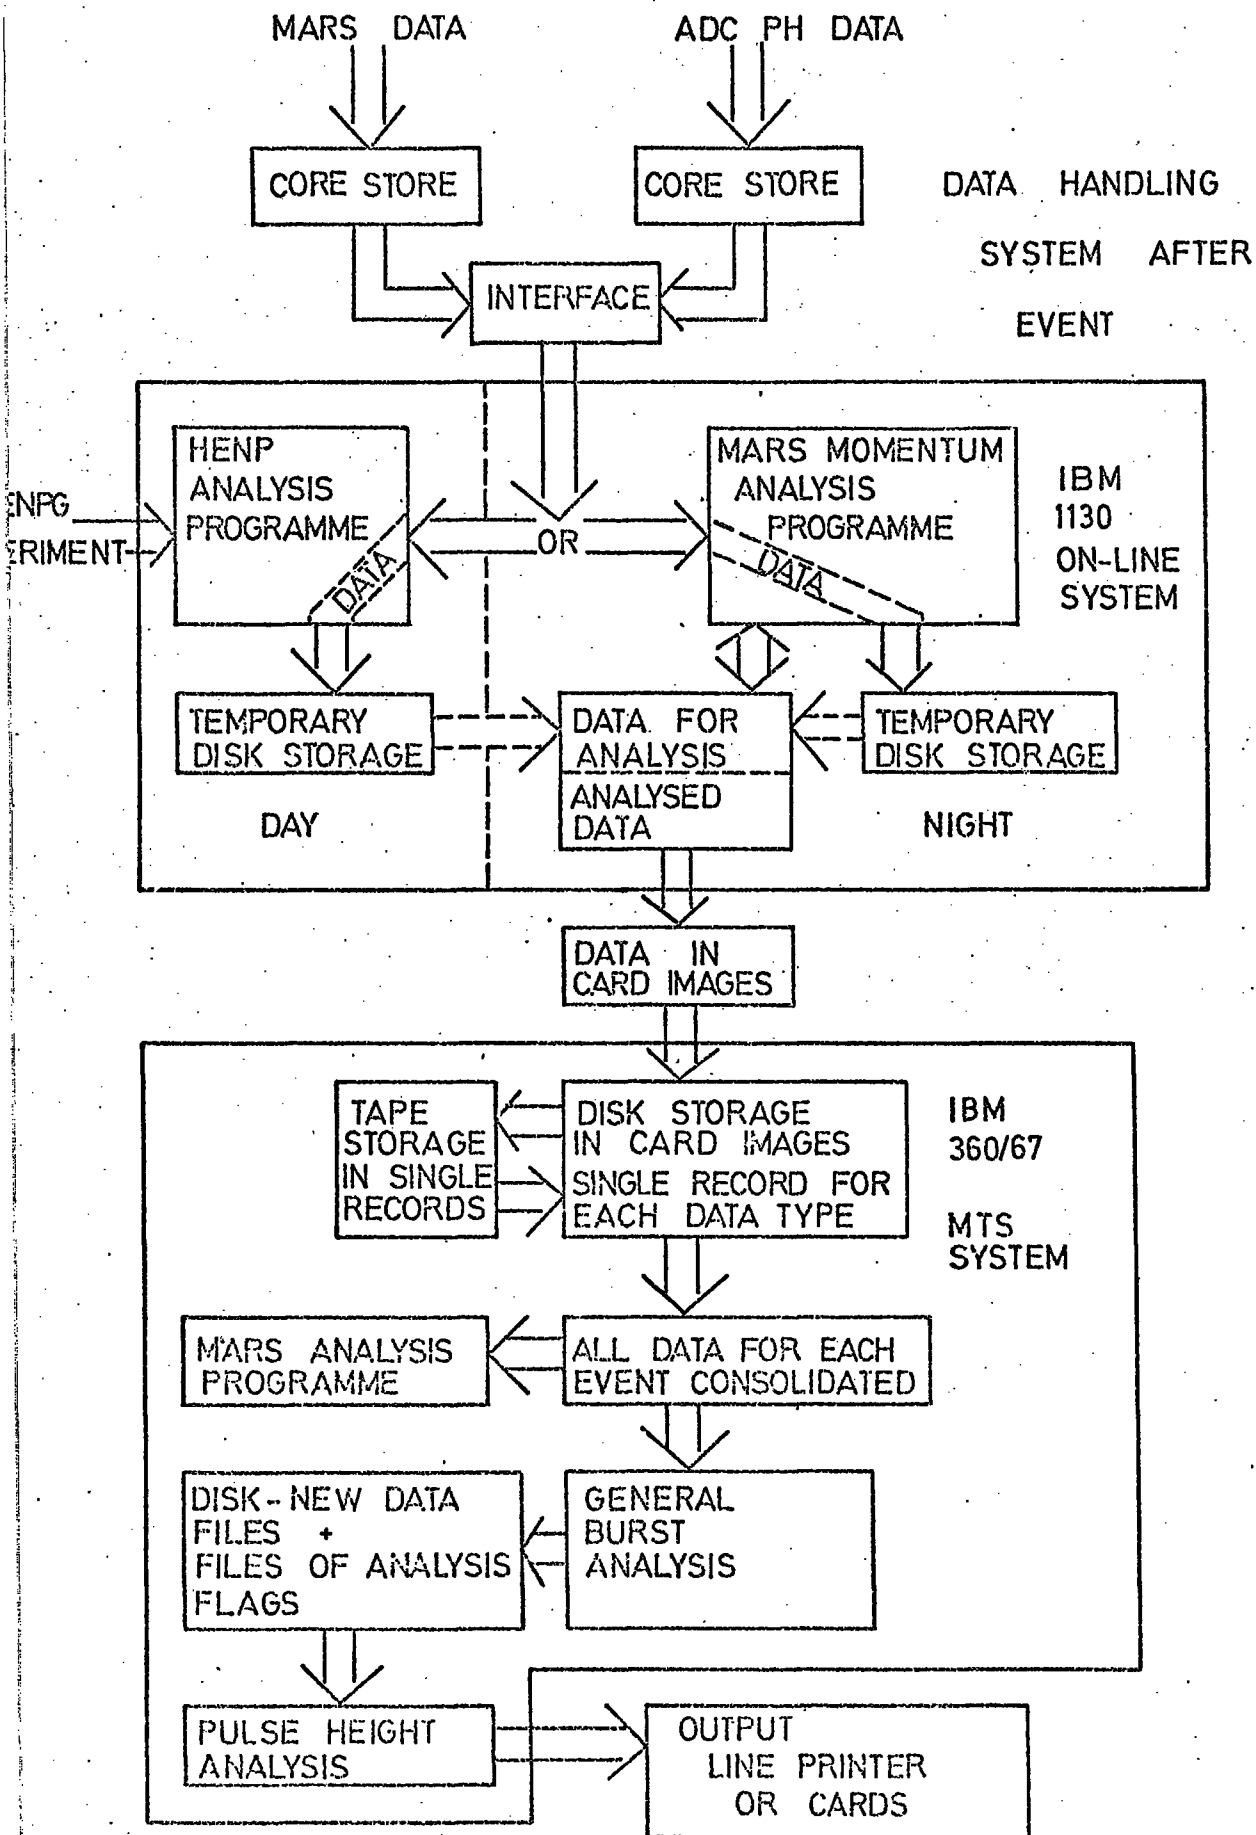 MARS DATA
ADC PH DATA
CORE STORE
CORE STORE
DATA HANDLING
SYSTEM AFTER
EVENT
INTERFACE
HENP
ANALYSIS
PROGRAMME
DATA
ENPG
ERIMENT
OR
MARS MOMENTUM
ANALYSIS
PROGRAMME
DATA
IBM
1130
ON-LINE
SYSTEM
TEMPORARY
DISK STORAGE
DATA FOR
ANALYSIS
ANALYSED
DATA
TEMPORARY
DISK STORAGE
DAY
NIGHT
DATA IN
CARD IMAGES
TAPE
STORAGE
IN SINGLE
RECORDS
DISK STORAGE
IN CARD IMAGES
SINGLE RECORD FOR
EACH DATA TYPE
IBM
360/67
MTS
SYSTEM
MARS ANALYSIS
PROGRAMME
ALL DATA FOR EACH
EVENT CONSOLIDATED
DISK-NEW DATA
FILES +
FILES OF ANALYSIS
FLAGS
GENERAL
BURST
ANALYSIS
PULSE HEIGHT
ANALYSIS
OUTPUT
LINE PRINTER
OR CARDS